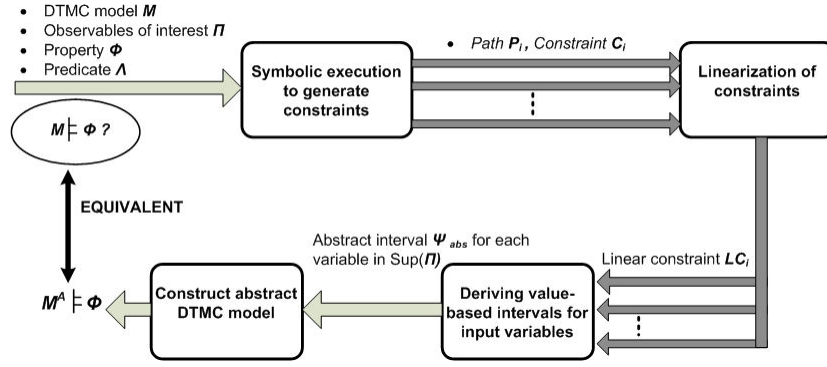 • DTMC model M
• Observables of interest Π
• Property Φ
• Predicate Λ
M ⊨ Φ ?
Symbolic execution
to generate
constraints
• Path Pi , Constraint Ci
Linearization of
constraints
EQUIVALENT
Abstract interval Ψ abs for each
variable in Sup(Π)
Linear constraint LCi
Deriving value-
based intervals for
input variables
Construct abstract
DTMC model
M^A ⊨ Φ